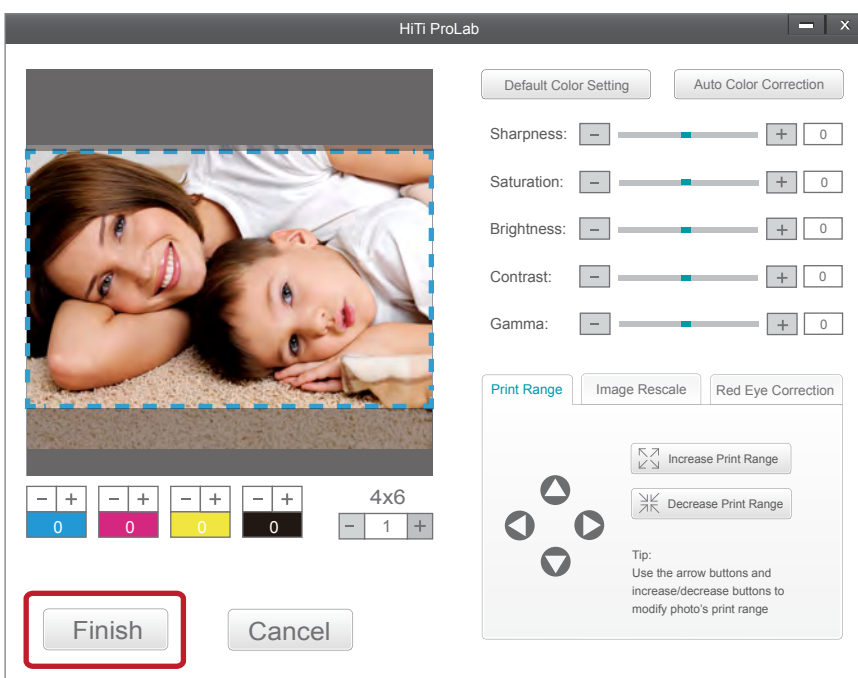 HiTi ProLab
X
Default Color Setting
Auto Color Correction
Sharpness: - + 0
Saturation: - + 0
Brightness: - + 0
Contrast: - + 0
Gamma: - + 0
Print Range
Image Rescale
Red Eye Correction
Increase Print Range
Decrease Print Range
Tip:
Use the arrow buttons and
increase/decrease buttons to
modify photo's print range
- + - + - + - +
0 0 0 0
4x6
- 1 +
Finish
Cancel